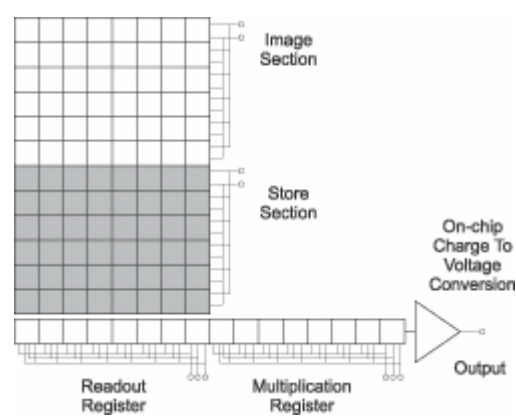 Image
Section
Store
Section
On-chip
Charge To
Voltage
Conversion
Output
Readout
Register
Multiplication
Register